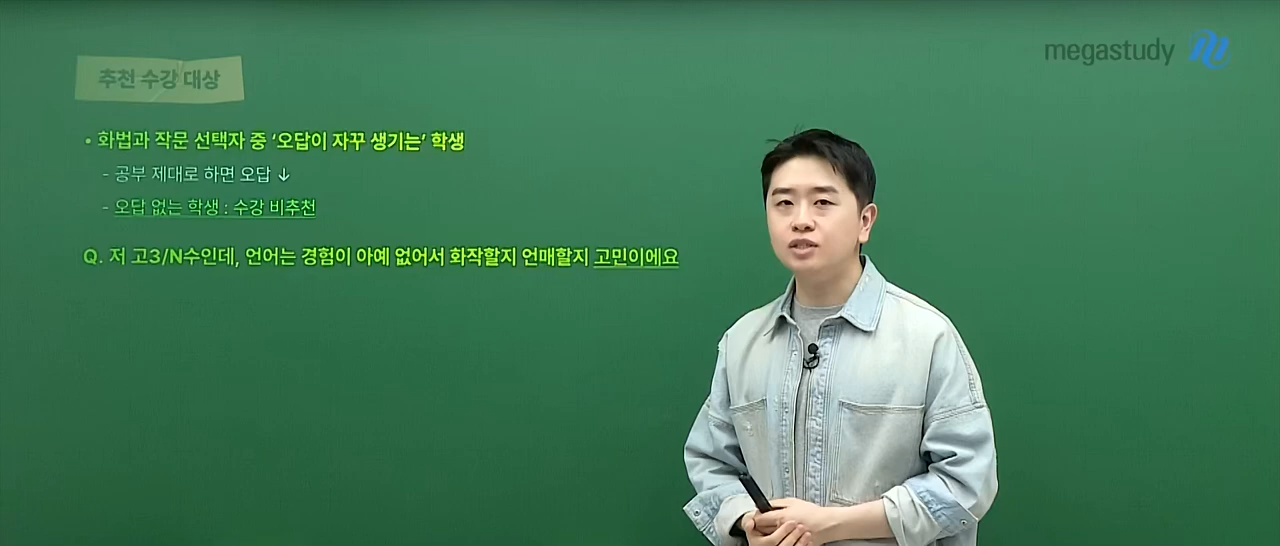 megastudy
추천 수강 대상
• 화법과 작문 선택자 중 ‘오답이 자꾸 생기는’ 학생
- 공부 제대로 하면 오답 ↓
- 오답 없는 학생 : 수강 비추천
Q. 저 고3/N수인데, 언어는 경험이 아예 없어서 화작할지 언매할지 고민이에요